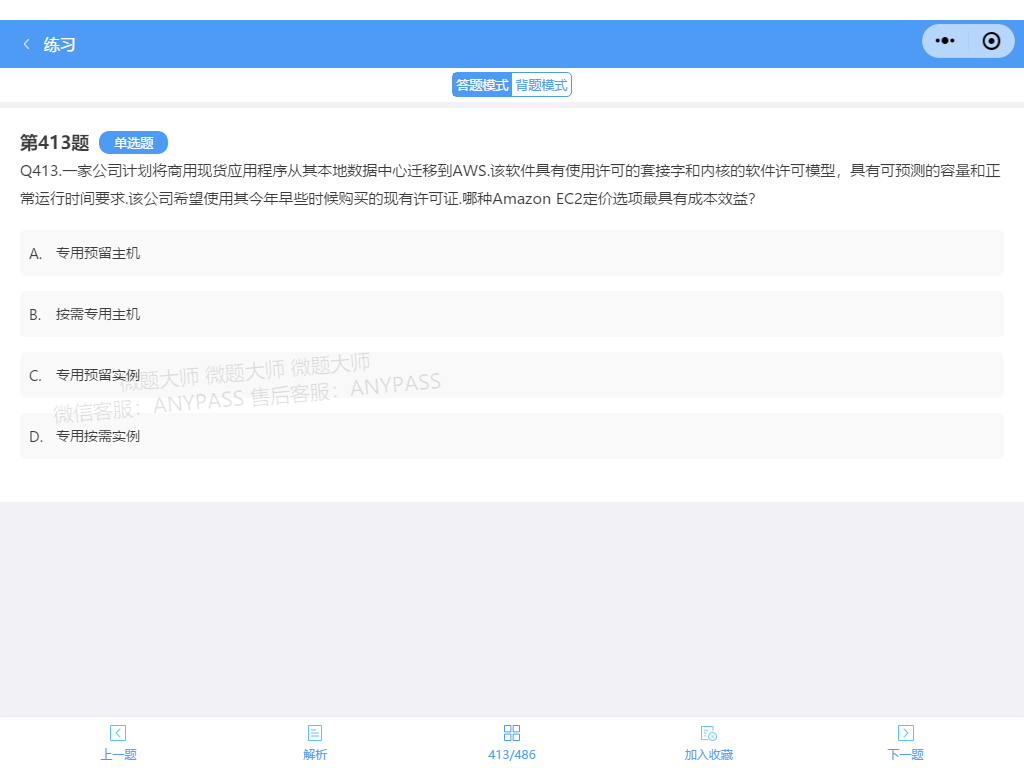 练习
答题模式 背题模式
第413题 单选题
Q413.一家公司计划将商用现货应用程序从其本地数据中心迁移到AWS.该软件具有使用许可的套接字和内核的软件许可模型，具有可预测的容量和正
常运行时间要求.该公司希望使用其今年早些时候购买的现有许可证.哪种Amazon EC2定价选项最具有成本效益?
A. 专用预留主机
B. 按需专用主机
C. 专用预留实例
微题大师 微题大师 微题大师
微信客服：ANYPASS 售后客服：ANYPASS
D. 专用按需实例
上一题 解析 413/486 加入收藏 下一题